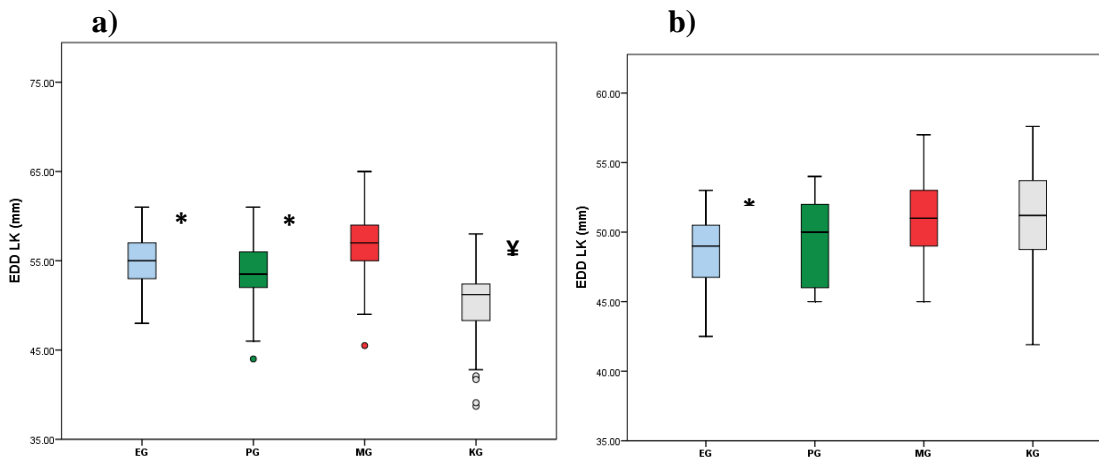 a)
EDD LK (mm)
75.00
65.00
55.00
45.00
35.00
*
*
¥
EG PG MG KG
b)
EDD LK (mm)
60.00
55.00
50.00
45.00
40.00
35.00
*
EG PG MG KG